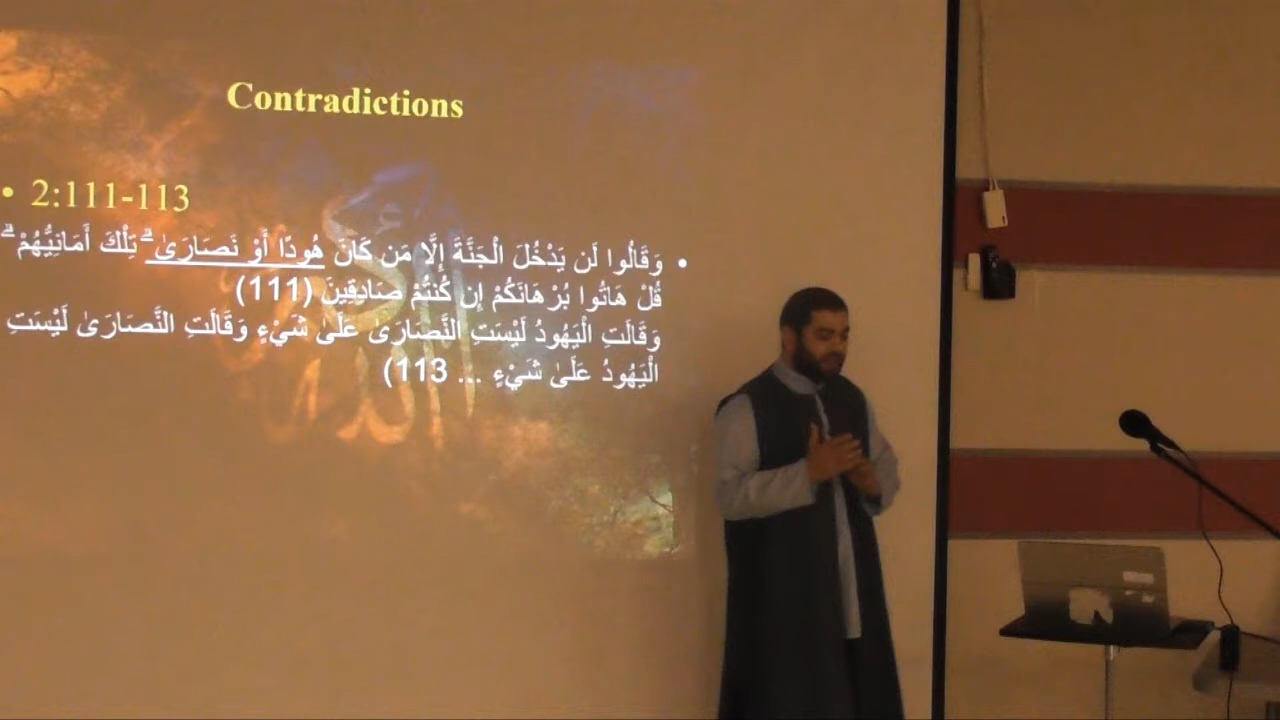 Contradictions
• 2:111-113
• وَقَالُوا لَن يَدْخُلَ الْجَنَّةَ إِلَّا مَن كَانَ هُودًا أَوْ نَصَارَىٰ ۗ تِلْكَ أَمَانِيُّهُمْ ۗ
قُلْ هَاتُوا بُرْهَانَكُمْ إِن كُنتُمْ صَادِقِينَ (111)
وَقَالَتِ الْيَهُودُ لَيْسَتِ النَّصَارَىٰ عَلَىٰ شَيْءٍ وَقَالَتِ النَّصَارَىٰ لَيْسَتِ
الْيَهُودُ عَلَىٰ شَيْءٍ ... 113)
الله